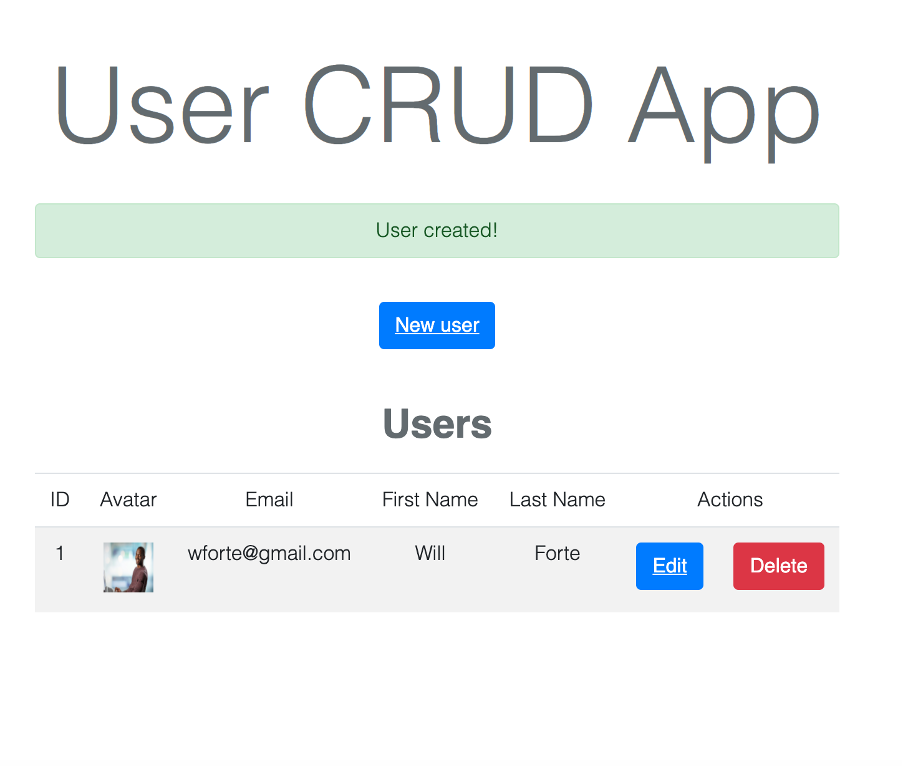 User CRUD App
User created!
New user
Users
ID Avatar Email First Name Last Name Actions
1 wforte@gmail.com Will Forte Edit Delete